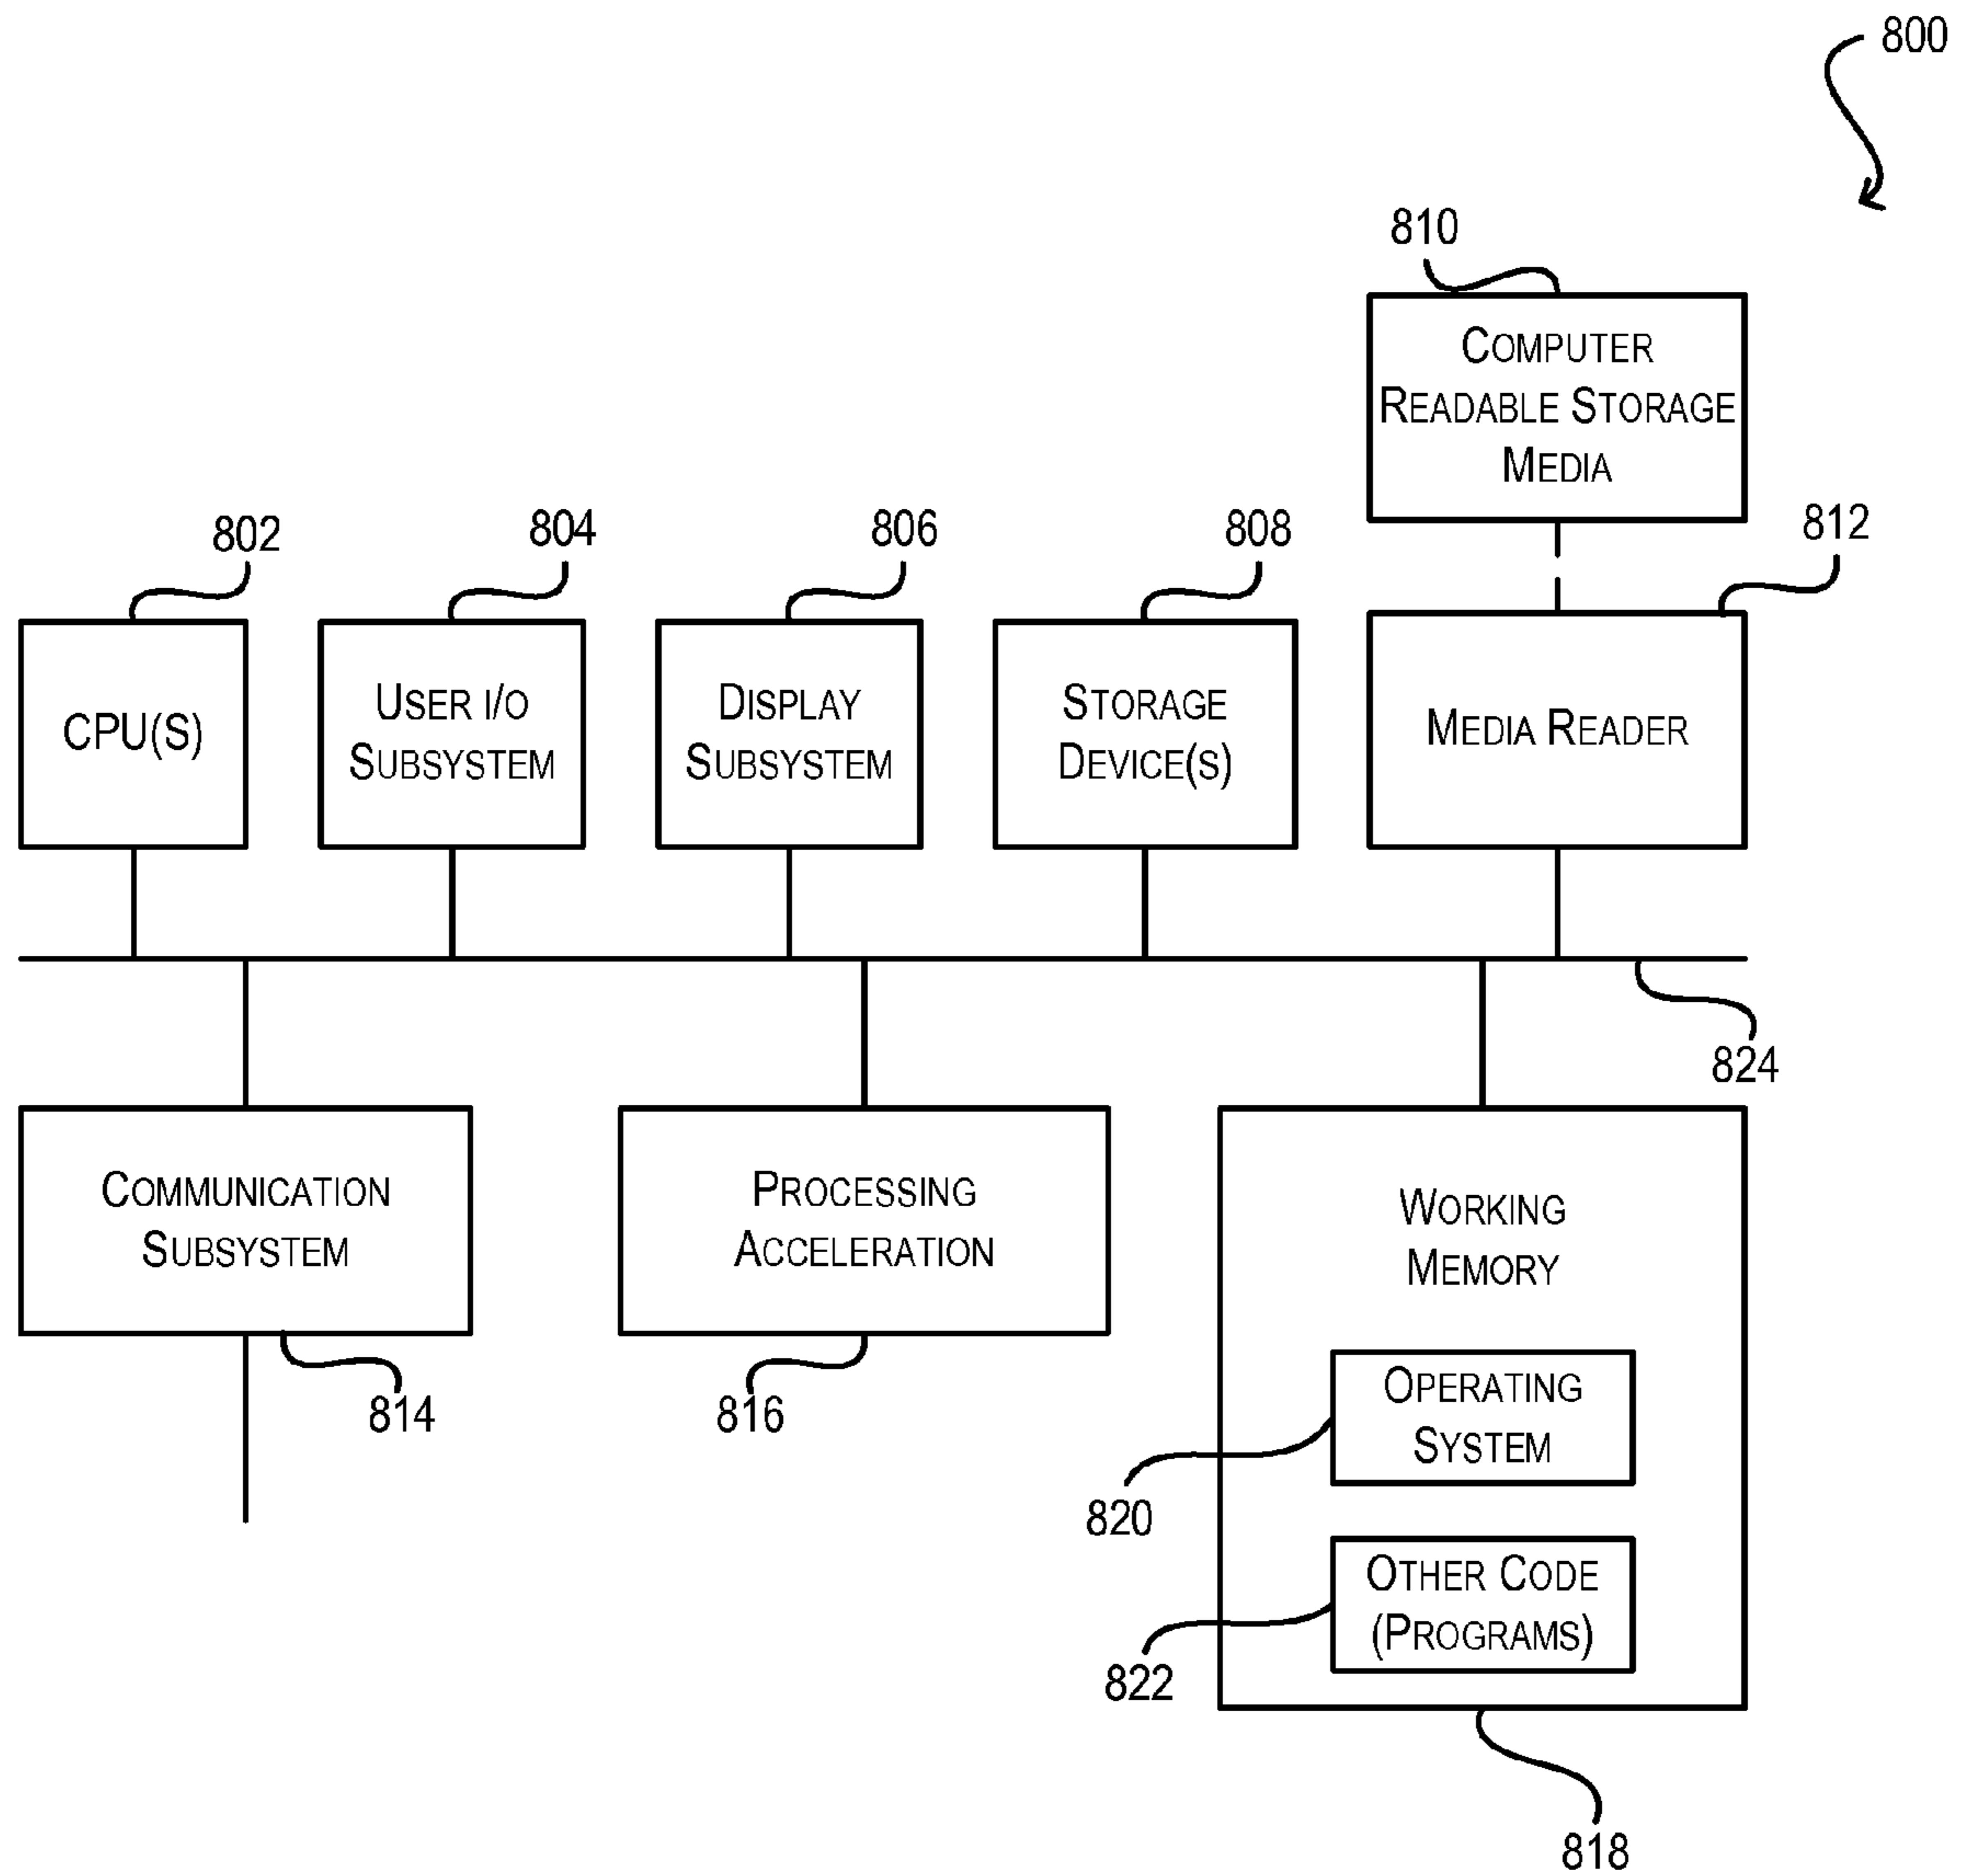 800
810
COMPUTER
READABLE STORAGE
MEDIA
802
804
806
808
812
CPU(S)
USER I/O
SUBSYSTEM
DISPLAY
SUBSYSTEM
STORAGE
DEVICE(S)
MEDIA READER
824
COMMUNICATION
SUBSYSTEM
PROCESSING
ACCELERATION
WORKING
MEMORY
814
816
OPERATING
SYSTEM
820
OTHER CODE
(PROGRAMS)
822
818